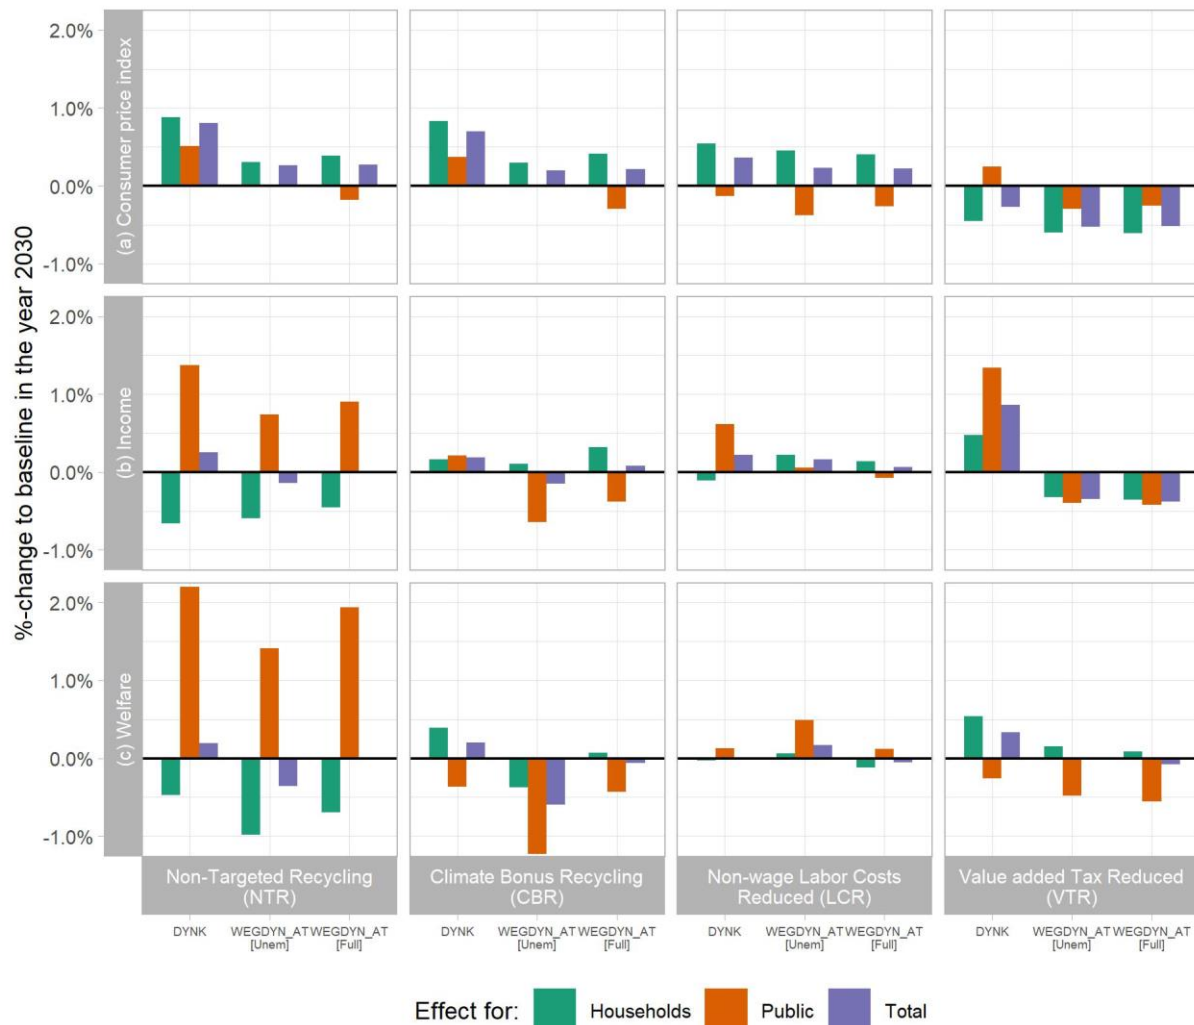 %-change to baseline in the year 2030
(a) Consumer price index
2.0%
1.0%
0.0%
-1.0%
(b) Income
2.0%
1.0%
0.0%
-1.0%
(c) Welfare
2.0%
1.0%
0.0%
-1.0%
Non-Targeted Recycling
(NTR)
Climate Bonus Recycling
(CBR)
Non-wage Labor Costs
Reduced (LCR)
Value added Tax Reduced
(VTR)
DYNK
WEGDYN_AT
[Unem]
WEGDYN_AT
[Full]
DYNK
WEGDYN_AT
[Unem]
WEGDYN_AT
[Full]
DYNK
WEGDYN_AT
[Unem]
WEGDYN_AT
[Full]
DYNK
WEGDYN_AT
[Unem]
WEGDYN_AT
[Full]
Effect for: Households Public Total